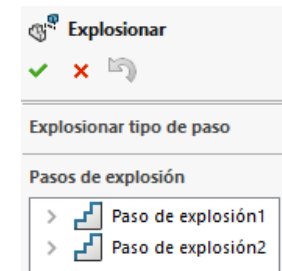 Explosionar
Explosionar tipo de paso
Pasos de explosión
Paso de explosión1
Paso de explosión2